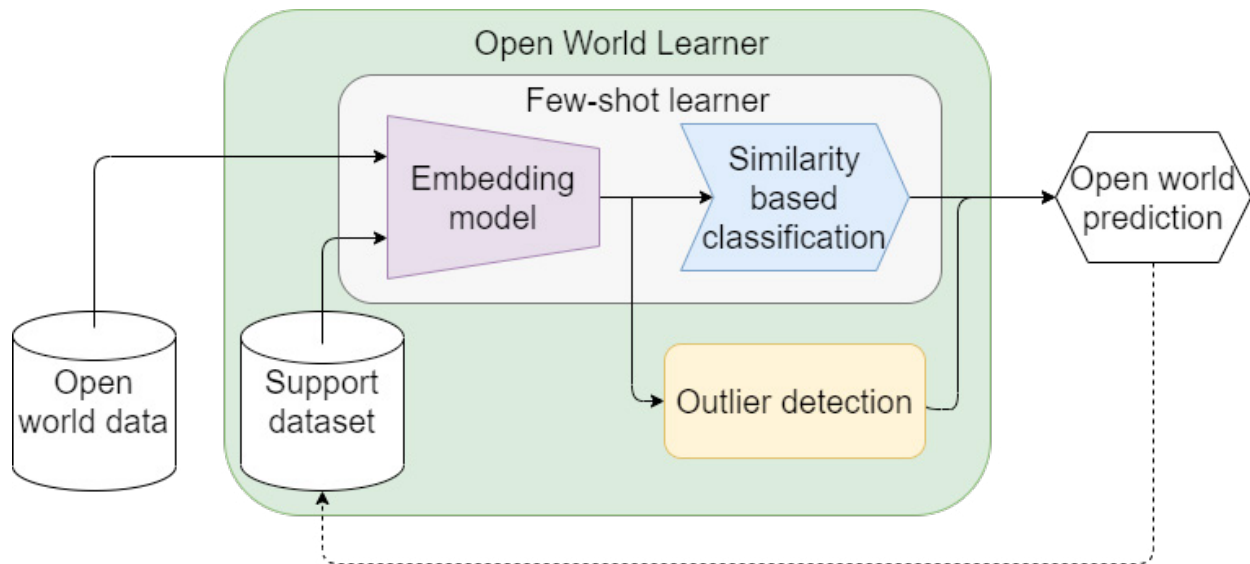 Open World Learner
Few-shot learner
Embedding
model
Similarity
based
classification
Open world
prediction
Open
world data
Support
dataset
Outlier detection